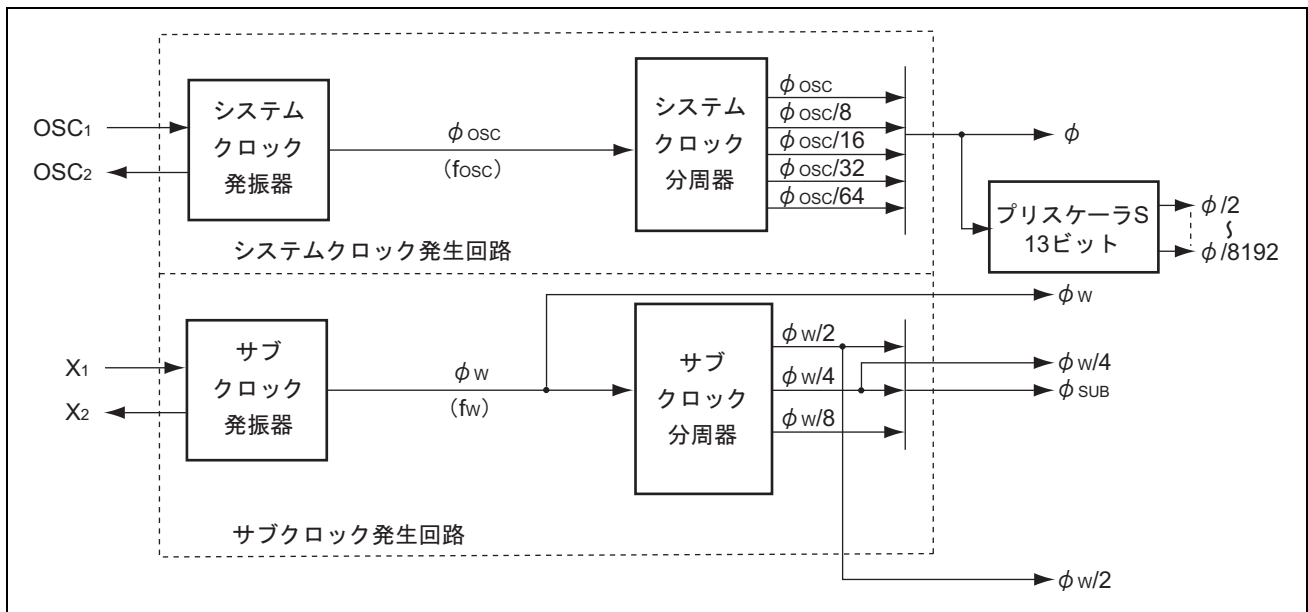 OSC1
OSC2
システム
クロック
発振器
φOSC
(fOSC)
システム
クロック
分周器
φOSC
φOSC/8
φOSC/16
φOSC/32
φOSC/64
φ
プリスケーラS
13ビット
φ/2
〜
φ/8192
システムクロック発生回路
X1
X2
サブ
クロック
発振器
φW
(fW)
サブ
クロック
分周器
φW/2
φW/4
φW/8
φW
φW/4
φSUB
φW/2
サブクロック発生回路